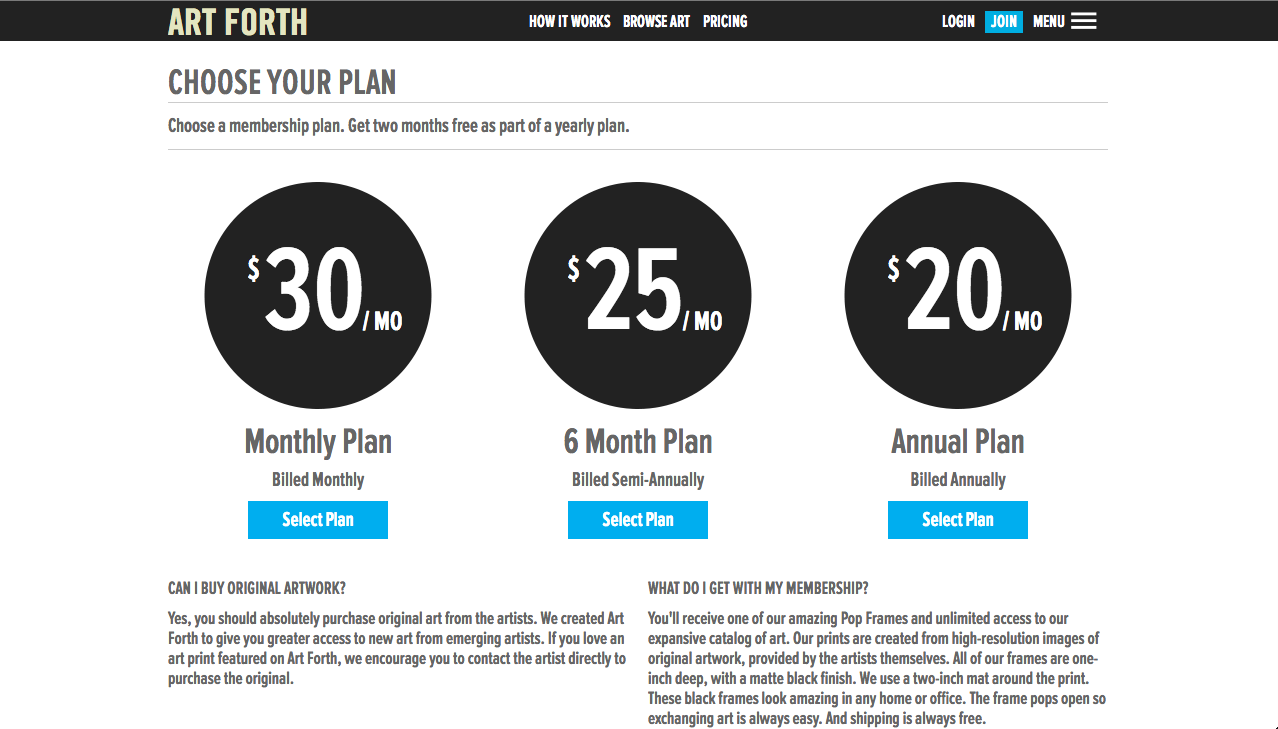 ART FORTH
HOW IT WORKS BROWSE ART PRICING
LOGIN JOIN MENU
CHOOSE YOUR PLAN
Choose a membership plan. Get two months free as part of a yearly plan.
$30/ MO
Monthly Plan
Billed Monthly
Select Plan
$25/ MO
6 Month Plan
Billed Semi-Annually
Select Plan
$20/ MO
Annual Plan
Billed Annually
Select Plan
CAN I BUY ORIGINAL ARTWORK?
Yes, you should absolutely purchase original art from the artists. We created Art
Forth to give you greater access to new art from emerging artists. If you love an
art print featured on Art Forth, we encourage you to contact the artist directly to
purchase the original.
WHAT DO I GET WITH MY MEMBERSHIP?
You'll receive one of our amazing Pop Frames and unlimited access to our
expansive catalog of art. Our prints are created from high-resolution images of
original artwork, provided by the artists themselves. All of our frames are one-
inch deep, with a matte black finish. We use a two-inch mat around the print.
These black frames look amazing in any home or office. The frame pops open so
exchanging art is always easy. And shipping is always free.